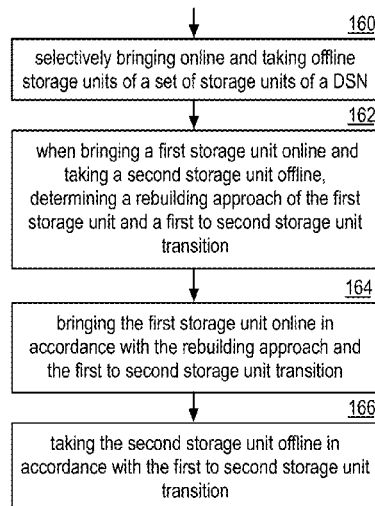 160
selectively bringing online and taking offline
storage units of a set of storage units of a DSN
162
when bringing a first storage unit online and
taking a second storage unit offline,
determining a rebuilding approach of the first
storage unit and a first to second storage unit
transition
164
bringing the first storage unit online in
accordance with the rebuilding approach and
the first to second storage unit transition
166
taking the second storage unit offline in
accordance with the first to second storage unit
transition